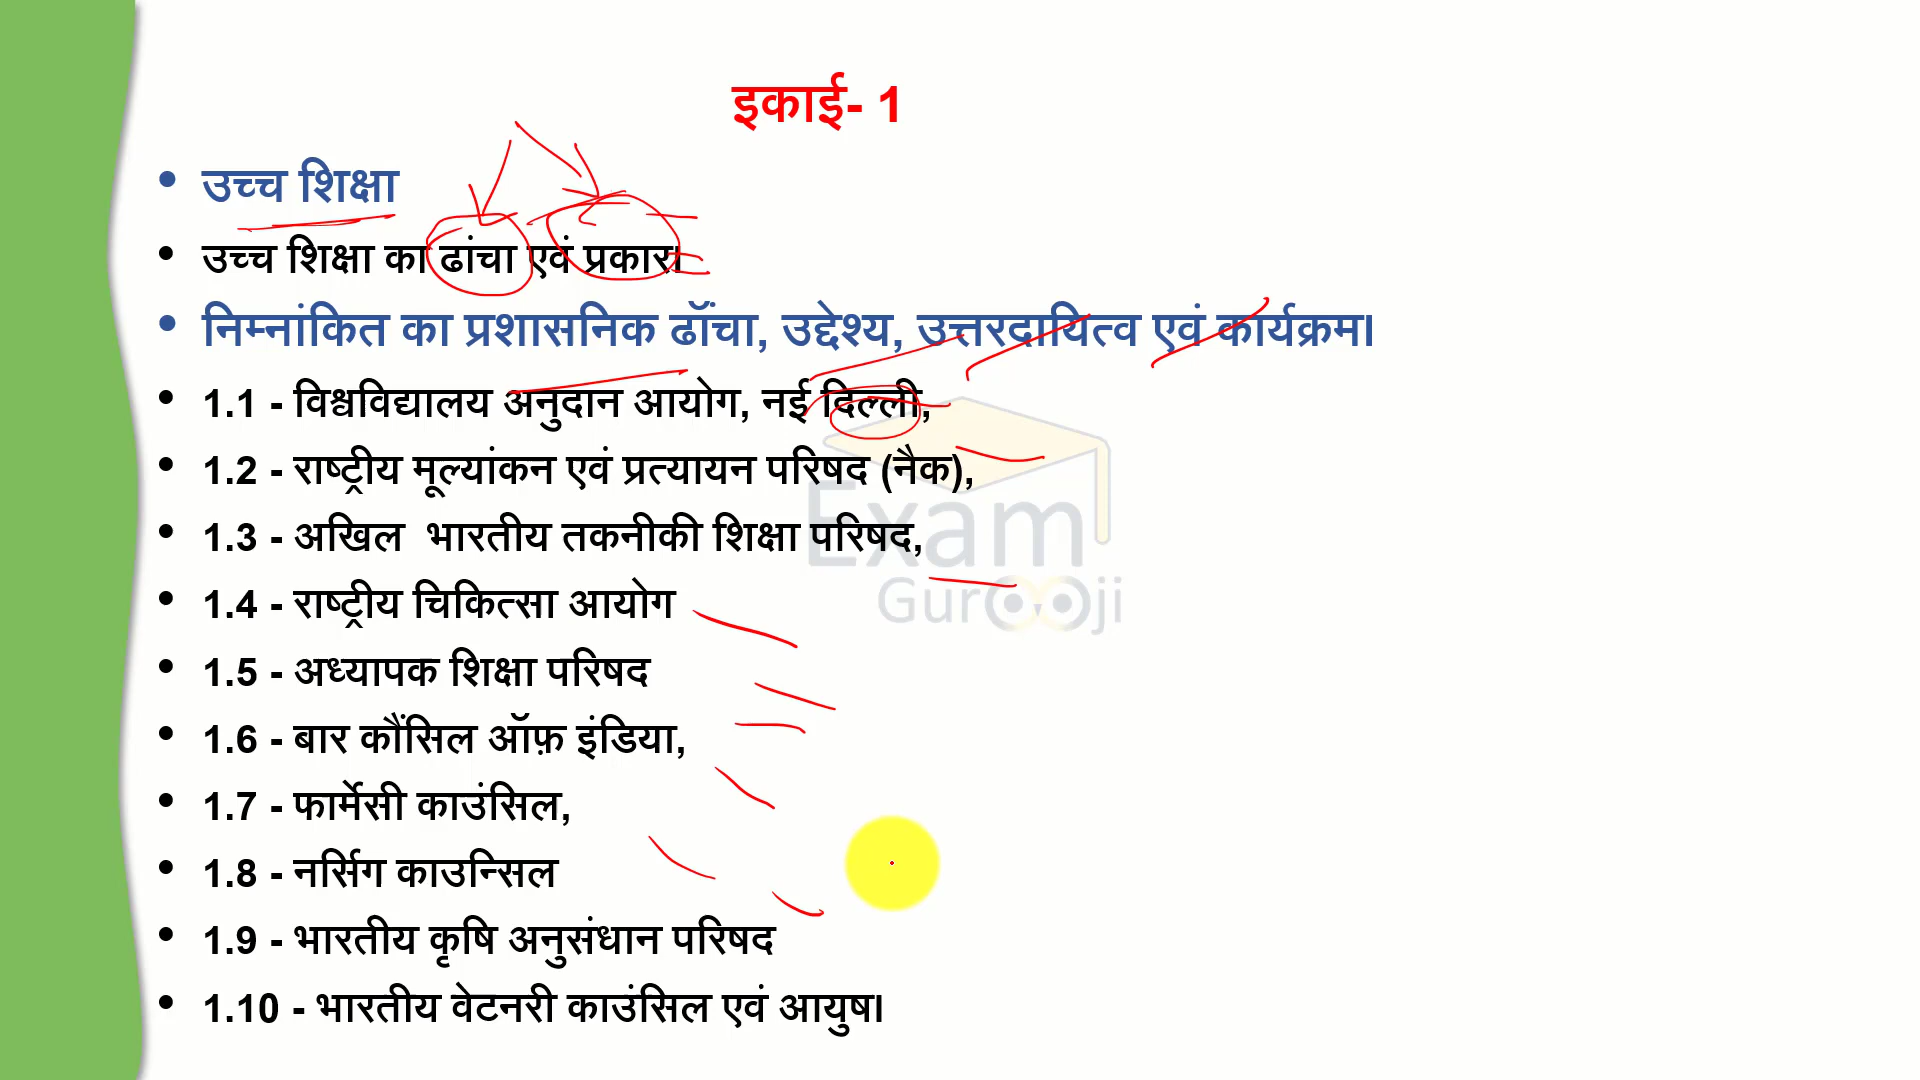 इकाई- 1
• उच्च शिक्षा
• उच्च शिक्षा का ढांचा एवं प्रकार।
• निम्नांकित का प्रशासनिक ढॉंचा, उद्देश्य, उत्तरदायित्व एवं कार्यक्रम।
• 1.1 - विश्वविद्यालय अनुदान आयोग, नई दिल्ली,
• 1.2 - राष्ट्रीय मूल्यांकन एवं प्रत्यायन परिषद (नैक),
• 1.3 - अखिल भारतीय तकनीकी शिक्षा परिषद,
• 1.4 - राष्ट्रीय चिकित्सा आयोग
• 1.5 - अध्यापक शिक्षा परिषद
• 1.6 - बार कौंसिल ऑफ़ इंडिया,
• 1.7 - फार्मेसी काउंसिल,
• 1.8 - नर्सिग काउन्सिल
• 1.9 - भारतीय कृषि अनुसंधान परिषद
• 1.10 - भारतीय वेटनरी काउंसिल एवं आयुष।
Exam
Gurooji